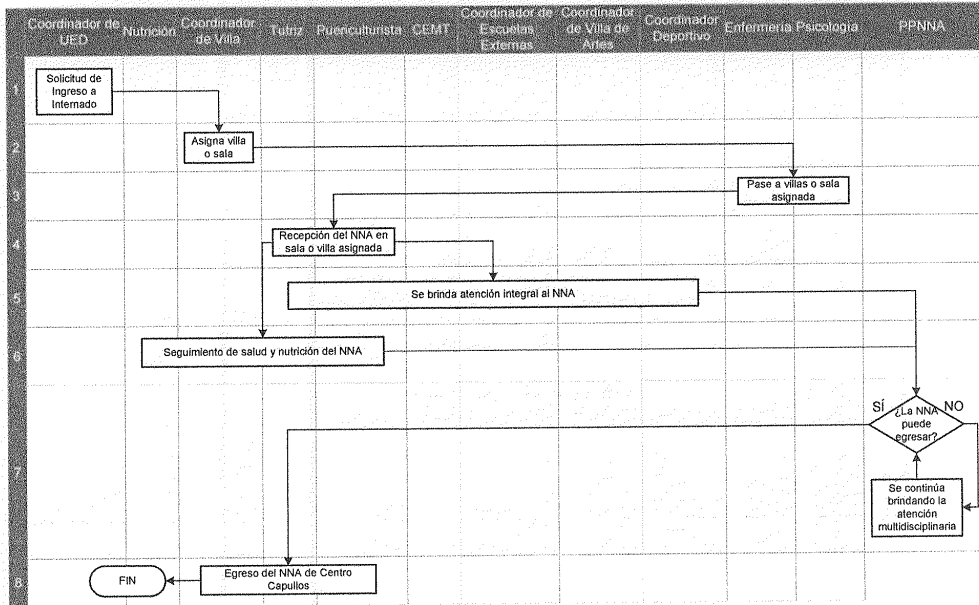 Coordinador de
UED
Nutrición
Coordinador
de Villa
Tutriz
Puericulturista
CEMT
Coordinador de
Escuelas
Externas
Coordinador
de Villa de
Artes
Coordinador
Deportivo
Enfermería
Psicología
PPNNA
1
Solicitud de
Ingreso a
Internado
2
Asigna villa
o sala
3
Pase a villas o sala
asignada
4
Recepción del NNA en
sala o villa asignada
5
Se brinda atención integral al NNA
6
Seguimiento de salud y nutrición del NNA
7
SÍ
¿La NNA
puede
egresar?
NO
Se continúa
brindando la
atención
multidisciplinaria
8
FIN
Egreso del NNA de Centro
Capullos